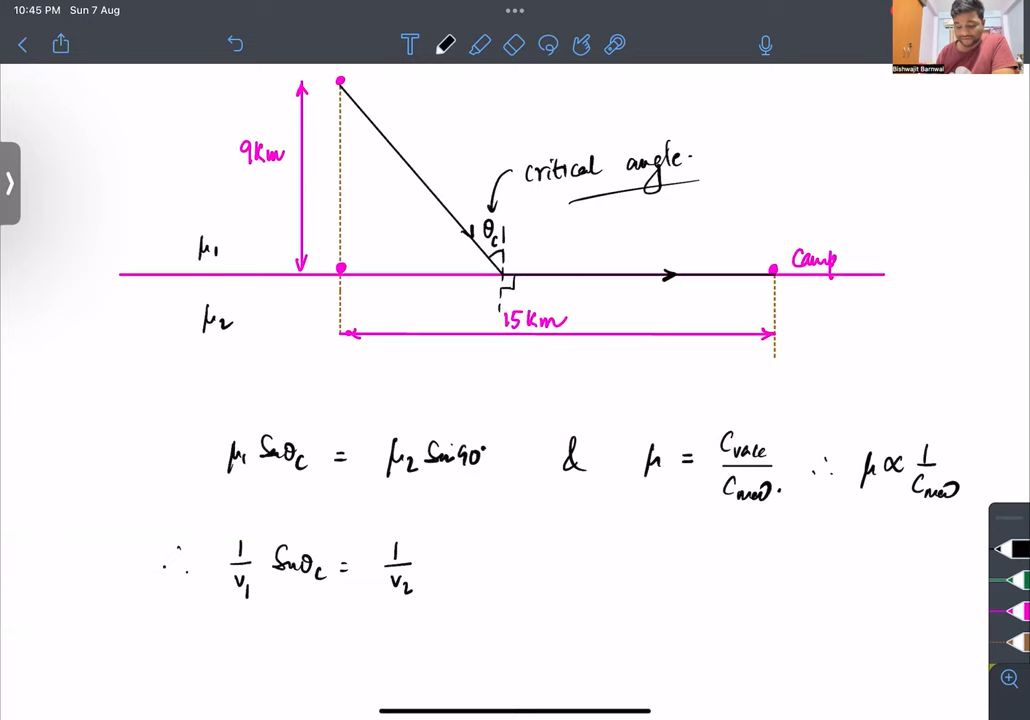 10:45 PM Sun 7 Aug
T
Bishwajit Barnwal
9Km
critical angle.
θc
μ1
Camp
μ2
15Km
μ1 Sinθc = μ2 Sin90° & μ = Cvacc / Cmed. ∴ μ ∝ 1 / Cmed
∴ 1/v1 Sinθc = 1/v2